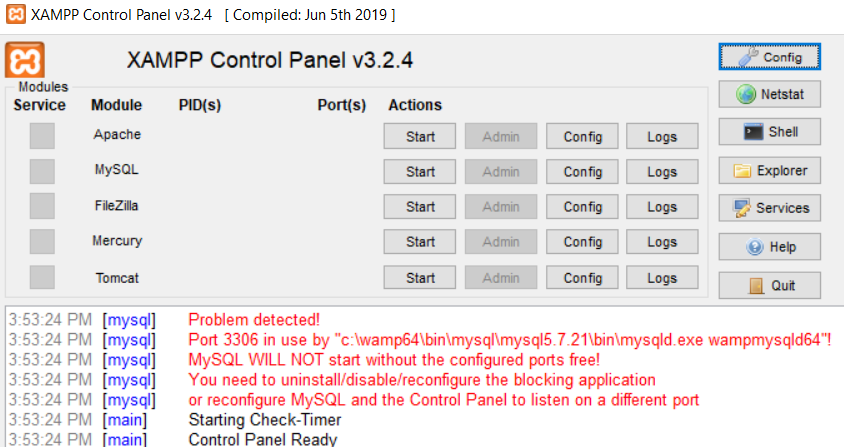 XAMPP Control Panel v3.2.4 [ Compiled: Jun 5th 2019 ]
XAMPP Control Panel v3.2.4
Config
Modules
Service Module PID(s) Port(s) Actions
Netstat
Apache Start Admin Config Logs
Shell
MySQL Start Admin Config Logs
Explorer
FileZilla Start Admin Config Logs
Services
Mercury Start Admin Config Logs
Help
Tomcat Start Admin Config Logs
Quit
3:53:24 PM [mysql] Problem detected!
3:53:24 PM [mysql] Port 3306 in use by "c:\wamp64\bin\mysql\mysql5.7.21\bin\mysqld.exe wampmysqld64"!
3:53:24 PM [mysql] MySQL WILL NOT start without the configured ports free!
3:53:24 PM [mysql] You need to uninstall/disable/reconfigure the blocking application
3:53:24 PM [mysql] or reconfigure MySQL and the Control Panel to listen on a different port
3:53:24 PM [main] Starting Check-Timer
3:53:24 PM [main] Control Panel Ready